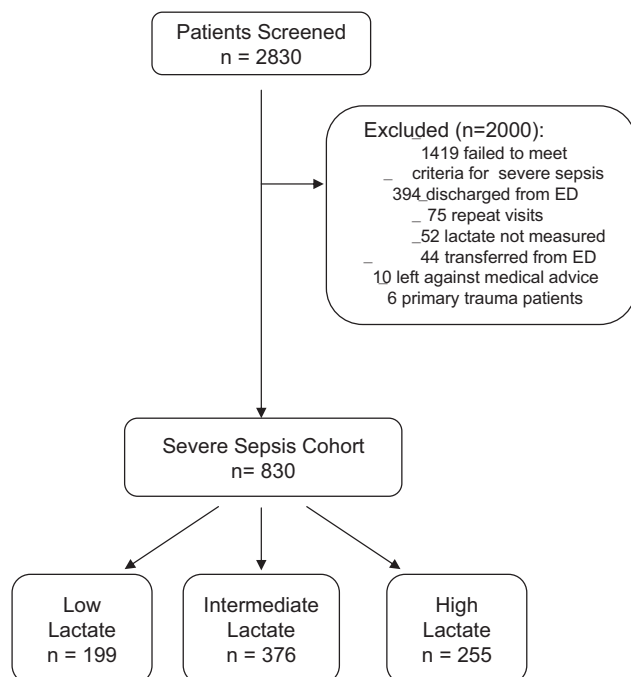 Patients Screened
n = 2830
Excluded (n=2000):
1419 failed to meet
criteria for severe sepsis
394 discharged from ED
75 repeat visits
52 lactate not measured
44 transferred from ED
10 left against medical advice
6 primary trauma patients
Severe Sepsis Cohort
n= 830
Low
Lactate
n = 199
Intermediate
Lactate
n = 376
High
Lactate
n = 255